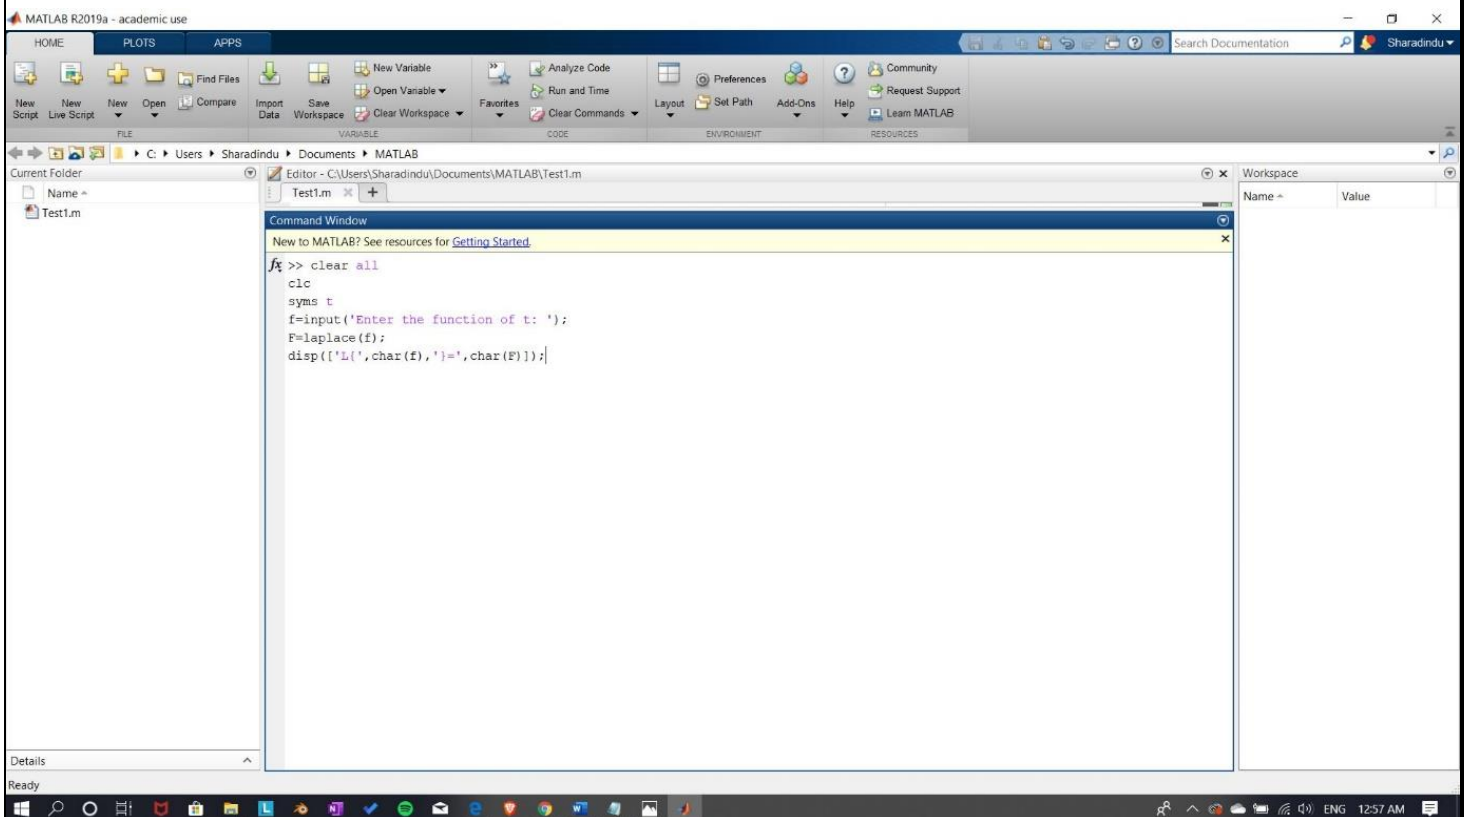 MATLAB R2019a - academic use
HOME PLOTS APPS
Search Documentation
Sharadindu
New Script
New Live Script
New
Open
Find Files
Compare
Import Data
Save Workspace
New Variable
Open Variable
Clear Workspace
Favorites
Analyze Code
Run and Time
Clear Commands
Layout
Preferences
Set Path
Add-Ons
Help
Community
Request Support
Learn MATLAB
FILE VARIABLE CODE ENVIRONMENT RESOURCES
C: Users Sharadindu Documents MATLAB
Current Folder
Name
Test1.m
Editor - C:\Users\Sharadindu\Documents\MATLAB\Test1.m
Test1.m
Command Window
New to MATLAB? See resources for Getting Started.
fx >> clear all
clc
syms t
f=input('Enter the function of t: ');
F=laplace(f);
disp(['L{',char(f),'}=',char(F)]);
Workspace
Name Value
Details
Ready
ENG 12:57 AM